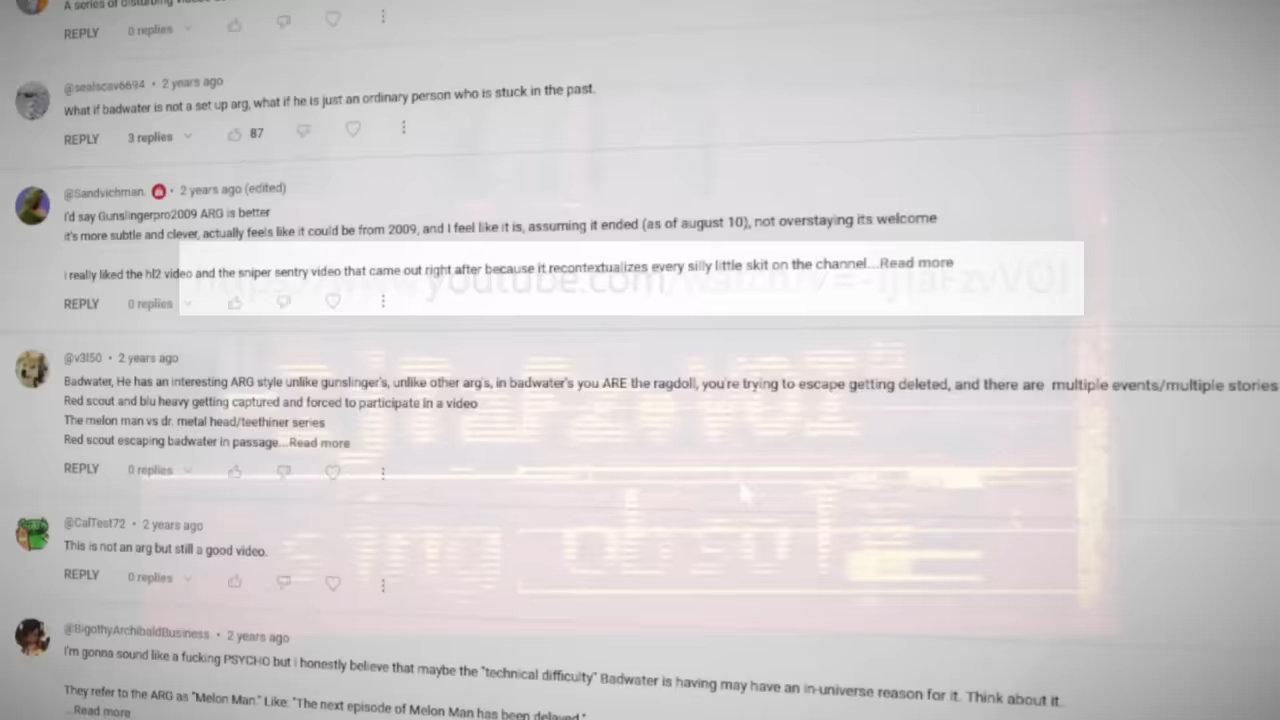 A series of disturbing
REPLY 0 replies
@sealscav6694 • 2 years ago
What if badwater is not a set up arg, what if he is just an ordinary person who is stuck in the past.
REPLY 3 replies 87
@Sandvichman. • 2 years ago (edited)
I'd say Gunslingerpro2009 ARG is better
it's more subtle and clever, actually feels like it could be from 2009, and I feel like it is, assuming it ended (as of august 10), not overstaying its welcome
i really liked the hl2 video and the sniper sentry video that came out right after because it recontextualizes every silly little skit on the channel...Read more
youtube.com/watch?v=
REPLY 0 replies
@v3l50 • 2 years ago
Badwater, He has an interesting ARG style unlike gunslinger's, unlike other arg's, in badwater's you ARE the ragdoll, you're trying to escape getting deleted, and there are multiple events/multiple stories
Red scout and blu heavy getting captured and forced to participate in a video
The melon man vs dr. metal head/teethiner series
Red scout escaping badwater in passage...Read more
REPLY 0 replies
@CalTest72 • 2 years ago
This is not an arg but still a good video.
REPLY 0 replies
@BigothyArchibaldBusiness • 2 years ago
I'm gonna sound like a fucking PSYCHO but i honestly believe that maybe the "technical difficulty" Badwater is having may have an in-universe reason for it. Think about it.
They refer to the ARG as "Melon Man." Like: "The next episode of Melon Man has been delayed."
...Read more